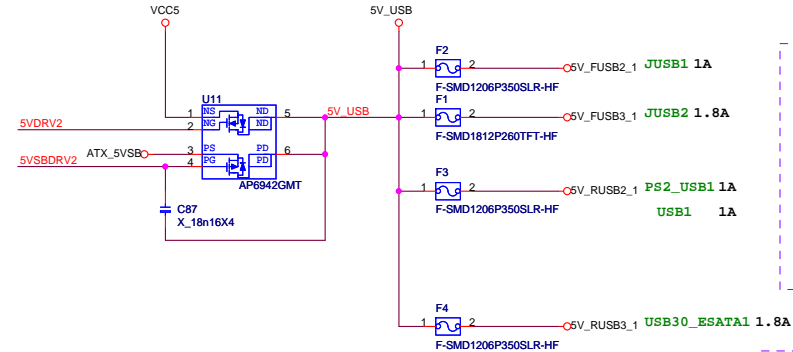 VCC5
5V_USB
F2
1 2
5V_FUSB2_1 JUSB1 1A
F-SMD1206P350SLR-HF
U11
F1
1 NS ND 5 5V_USB
1 2
5V_FUSB3_1 JUSB2 1.8A
5VDRV2
2 NG ND
F-SMD1812P260TFT-HF
ATX_5VSB 3 PS PD 6
5VSBDRV2
4 PG PD
AP6942GMT
F3
1 2
5V_RUSB2_1 PS2_USB1 1A
C87
F-SMD1206P350SLR-HF
USB1 1A
X_18n16X4
F4
1 2
5V_RUSB3_1 USB30_ESATA1 1.8A
F-SMD1206P350SLR-HF